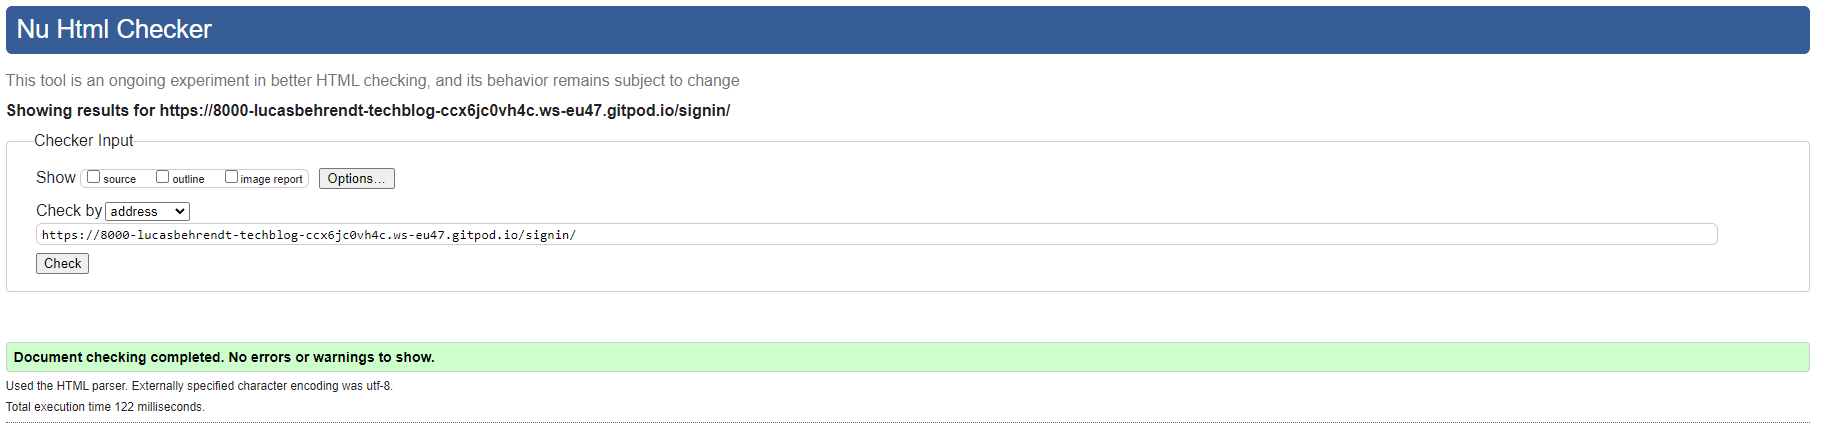 Nu Html Checker
This tool is an ongoing experiment in better HTML checking, and its behavior remains subject to change
Showing results for https://8000-lucasbehrendt-techblog-ccx6jc0vh4c.ws-eu47.gitpod.io/signin/
Checker Input
Show source outline image report Options...
Check by address
https://8000-lucasbehrendt-techblog-ccx6jc0vh4c.ws-eu47.gitpod.io/signin/
Check
Document checking completed. No errors or warnings to show.
Used the HTML parser. Externally specified character encoding was utf-8.
Total execution time 122 milliseconds.